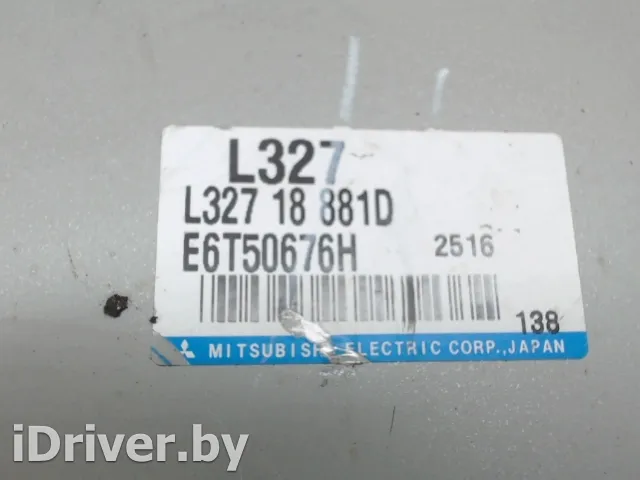 L327
L327 18 881D
E6T50676H 2516
138
MITSUBISHI ELECTRIC CORP.,JAPAN
iDriver.by